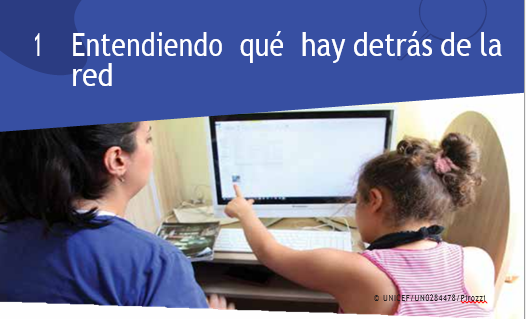 1 Entendiendo qué hay detrás de la
red
© UNICEF/UN0284478/Pirozzi